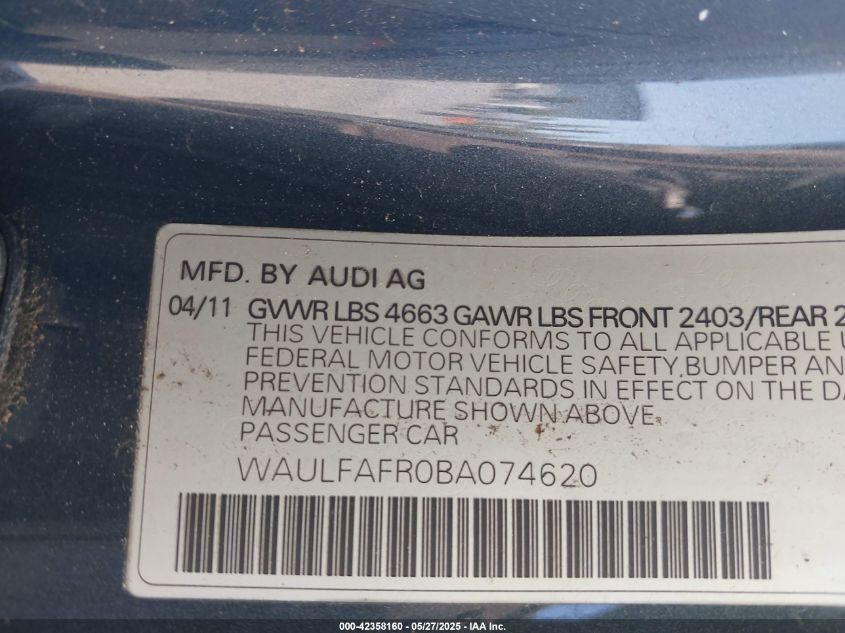 MFD. BY AUDI AG
04/11 GVWR LBS 4663 GAWR LBS FRONT 2403/REAR 2
THIS VEHICLE CONFORMS TO ALL APPLICABLE
FEDERAL MOTOR VEHICLE SAFETY,BUMPER AN
PREVENTION STANDARDS IN EFFECT ON THE DA
MANUFACTURE SHOWN ABOVE.
PASSENGER CAR
WAULFAFR0BA074620
000-42358160 - 05/27/2025 - IAA Inc.